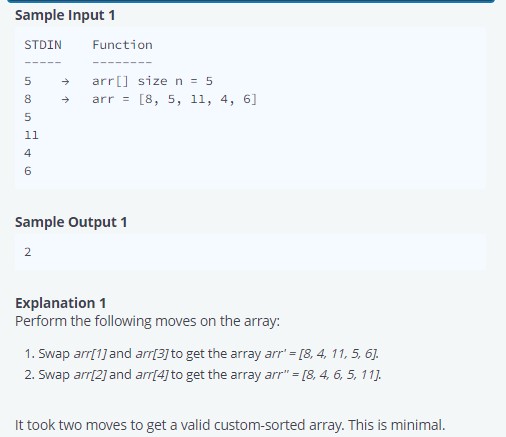 Sample Input 1
STDIN Function
----- --------
5 → arr[] size n = 5
8 → arr = [8, 5, 11, 4, 6]
5
11
4
6
Sample Output 1
2
Explanation 1
Perform the following moves on the array:
1. Swap arr[1] and arr[3] to get the array arr' = [8, 4, 11, 5, 6].
2. Swap arr[2] and arr[4] to get the array arr'' = [8, 4, 6, 5, 11].
It took two moves to get a valid custom-sorted array. This is minimal.